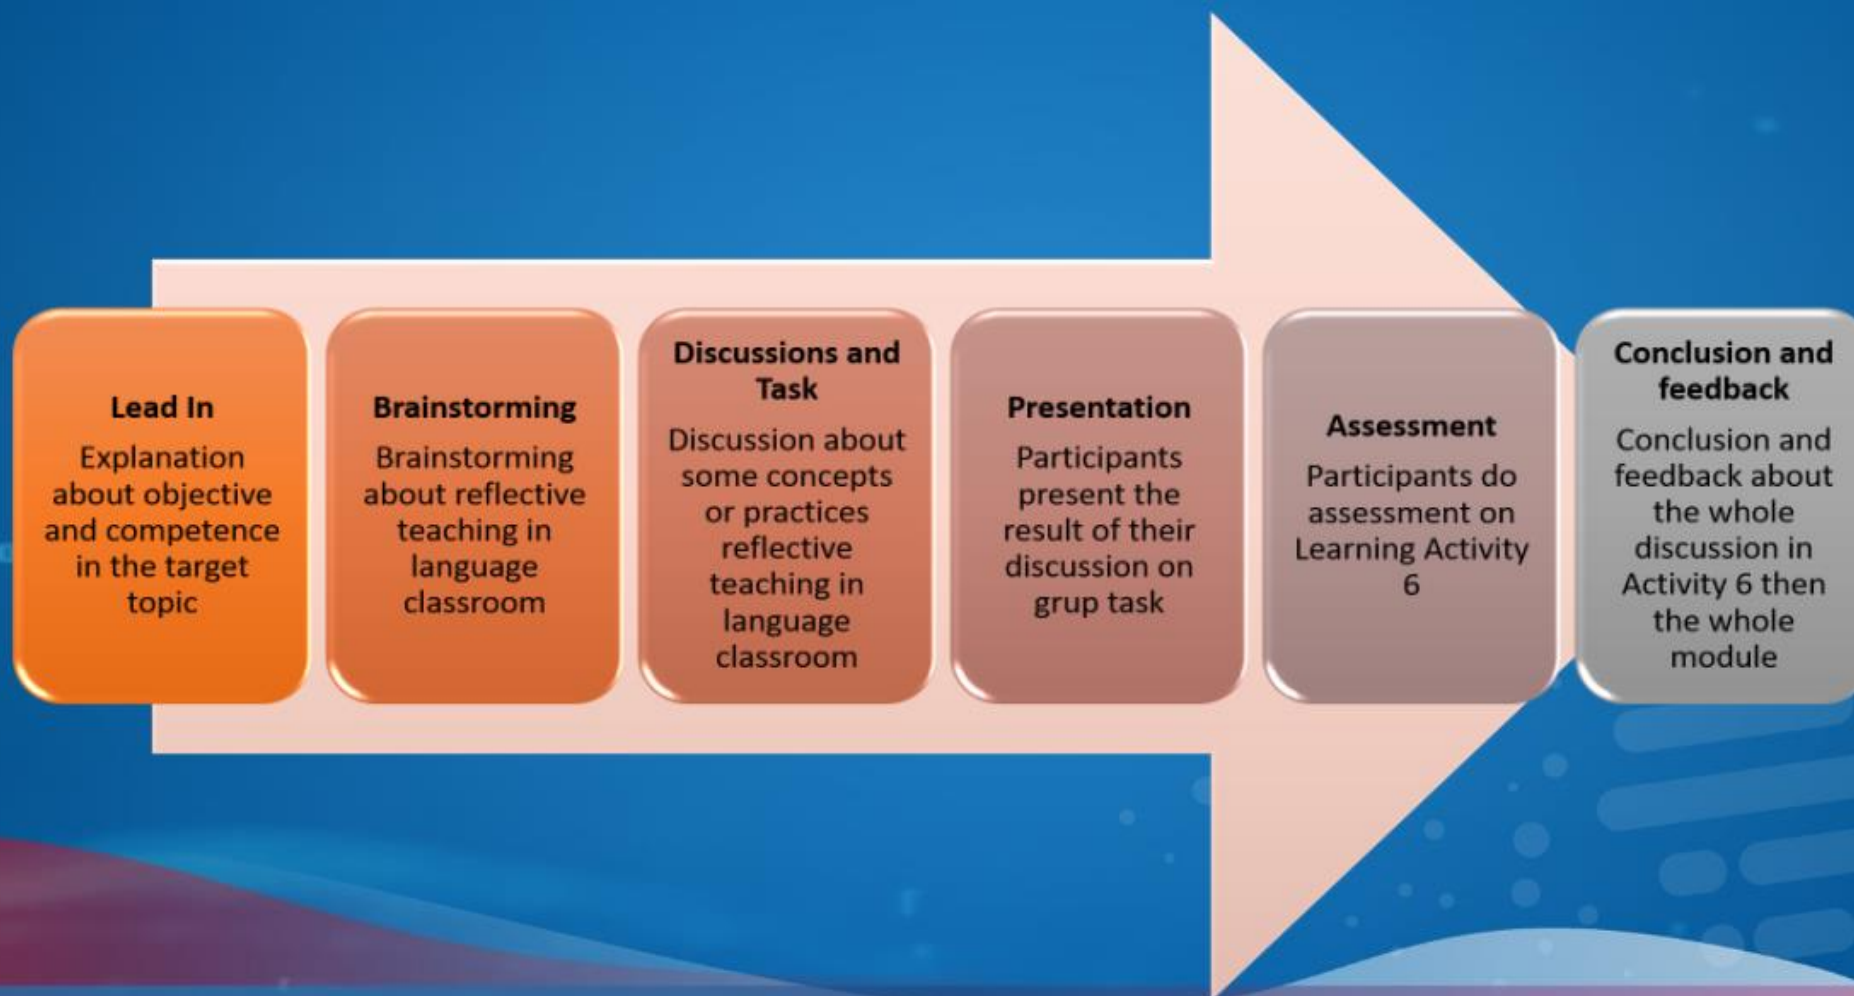 Lead In
Explanation
about objective
and competence
in the target
topic
Brainstorming
Brainstorming
about reflective
teaching in
language
classroom
Discussions and
Task
Discussion about
some concepts
or practices
reflective
teaching in
language
classroom
Presentation
Participants
present the
result of their
discussion on
grup task
Assessment
Participants do
assessment on
Learning Activity
6
Conclusion and
feedback
Conclusion and
feedback about
the whole
discussion in
Activity 6 then
the whole
module